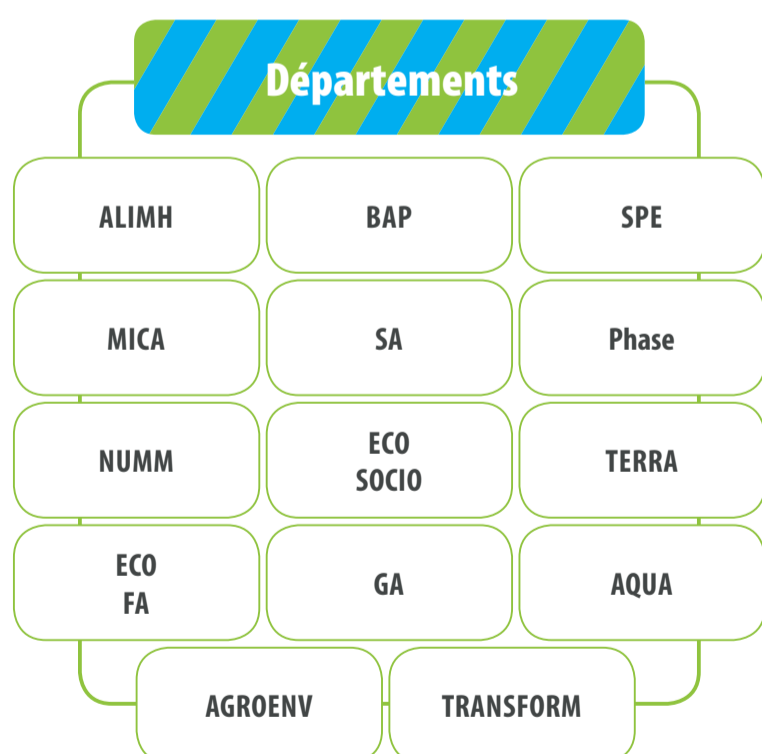 Départements
ALIMH
BAP
SPE
MICA
SA
Phase
NUMM
ECO
SOCIO
TERRA
ECO
FA
GA
AQUA
AGROENV
TRANSFORM